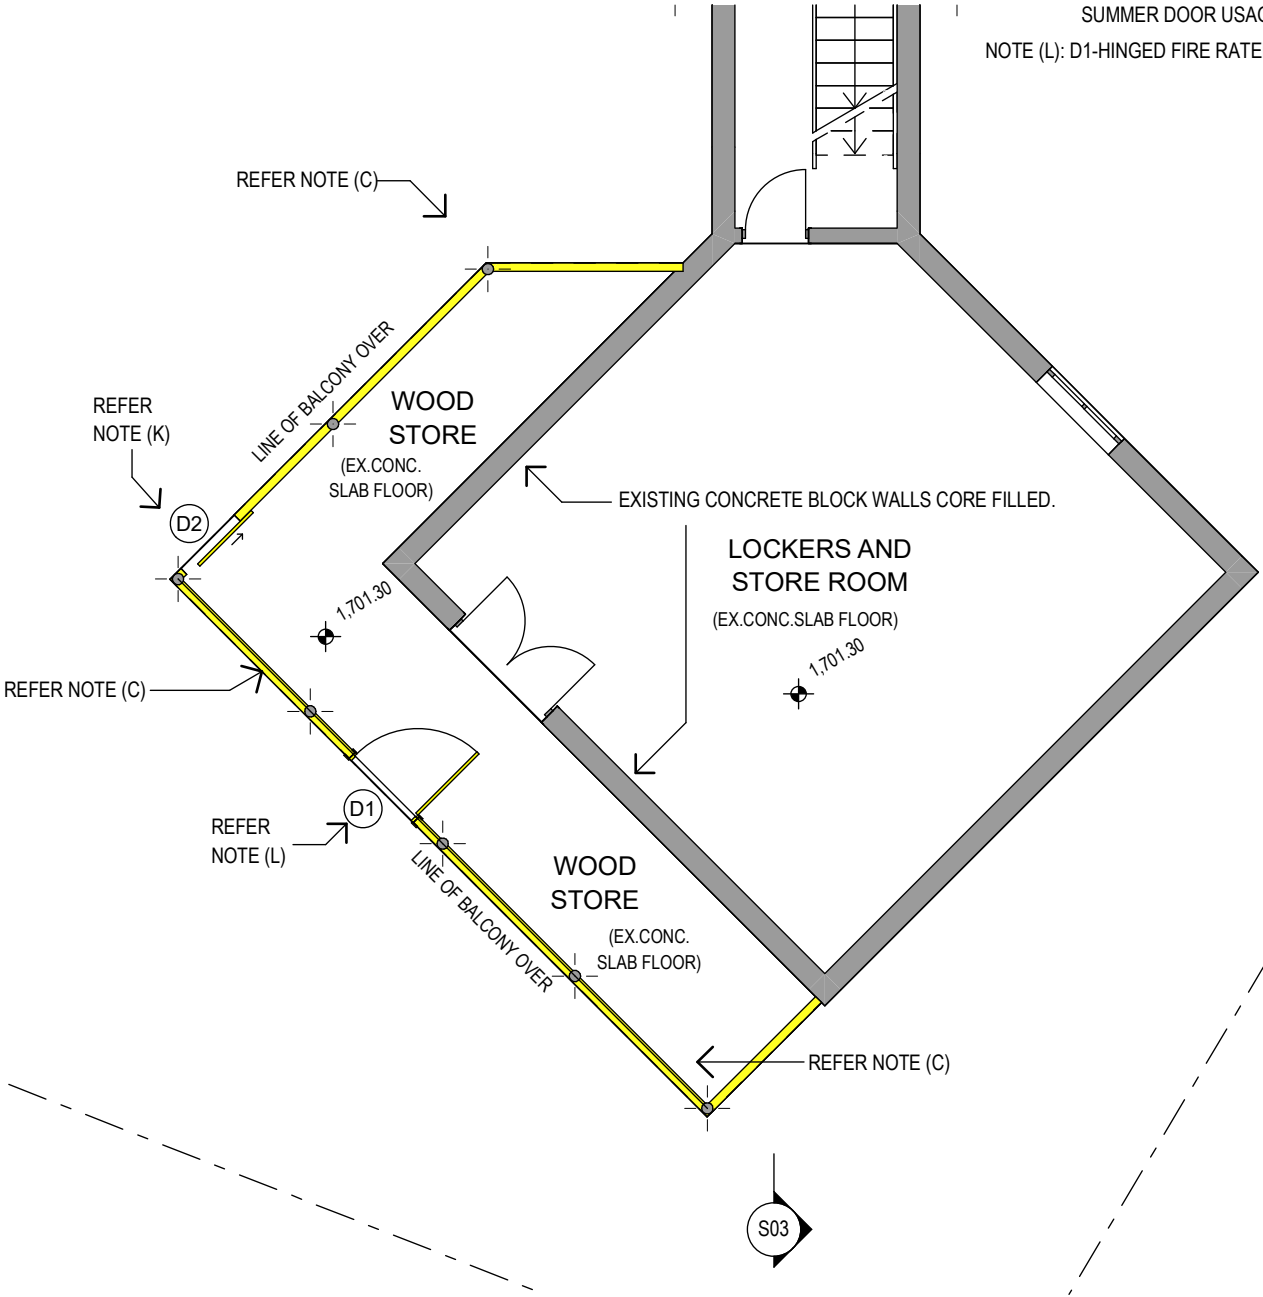 SUMMER DOOR USAG
NOTE (L): D1-HINGED FIRE RATE
REFER NOTE (C)
LINE OF BALCONY OVER
WOOD
STORE
(EX.CONC.
SLAB FLOOR)
REFER
NOTE (K)
D2
EXISTING CONCRETE BLOCK WALLS CORE FILLED.
LOCKERS AND
STORE ROOM
(EX.CONC.SLAB FLOOR)
1,701.30
1,701.30
REFER NOTE (C)
D1
REFER
NOTE (L)
LINE OF BALCONY OVER
WOOD
STORE
(EX.CONC.
SLAB FLOOR)
REFER NOTE (C)
S03